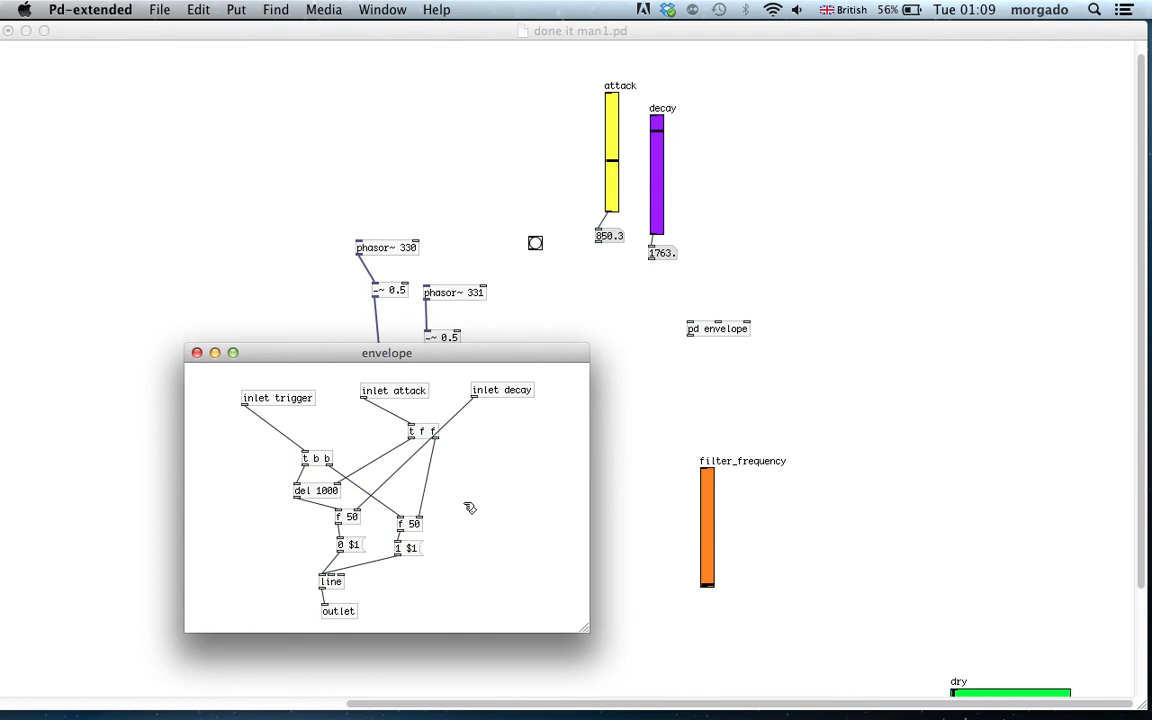 Pd-extended File Edit Put Find Media Window Help British 56% Tue 01:09 morgado
done it man1.pd
attack
decay
850.3
1763.
phasor~ 330
-~ 0.5
phasor~ 331
-~ 0.5
pd envelope
envelope
inlet trigger
inlet attack
inlet decay
t f f
t b b
del 1000
f 50
f 50
0 $1
1 $1
line
outlet
filter_frequency
dry